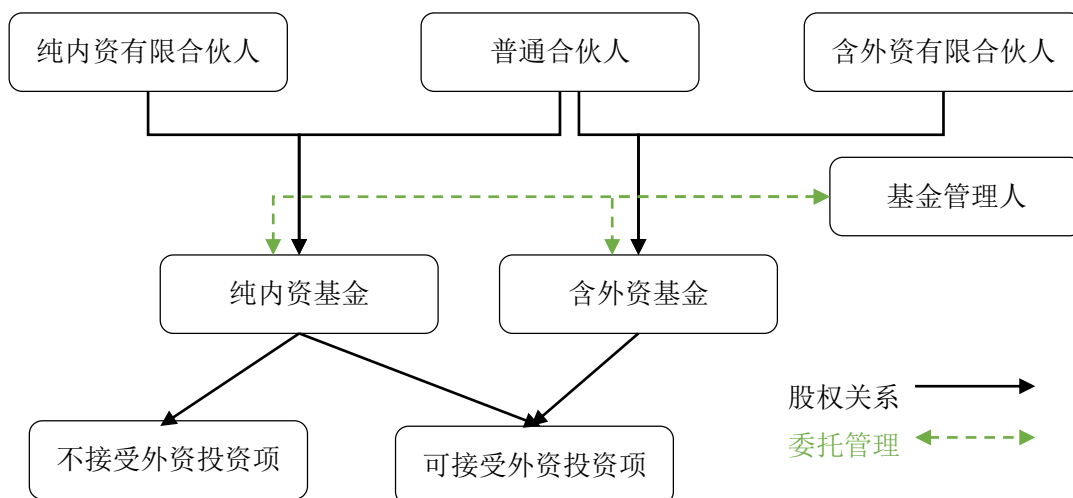 纯内资有限合伙人
普通合伙人
含外资有限合伙人
基金管理人
纯内资基金
含外资基金
股权关系
委托管理
不接受外资投资项
可接受外资投资项